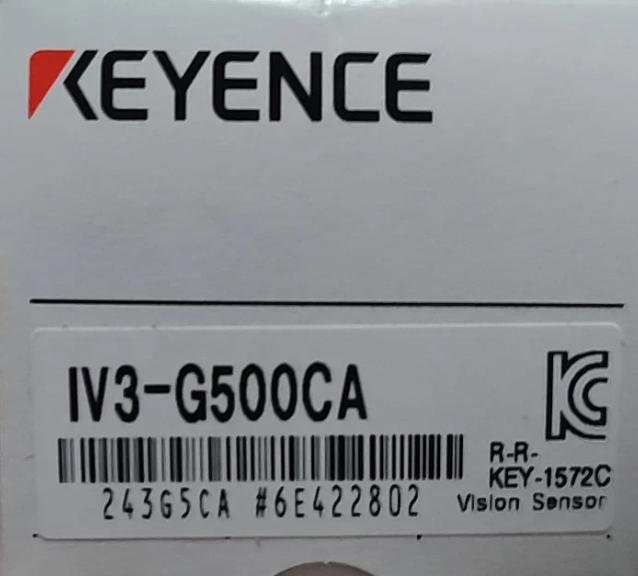 KEYENCE
IV3-G500CA
243G5CA #6E422802
R-R-
KEY-1572C
Vision Sensor